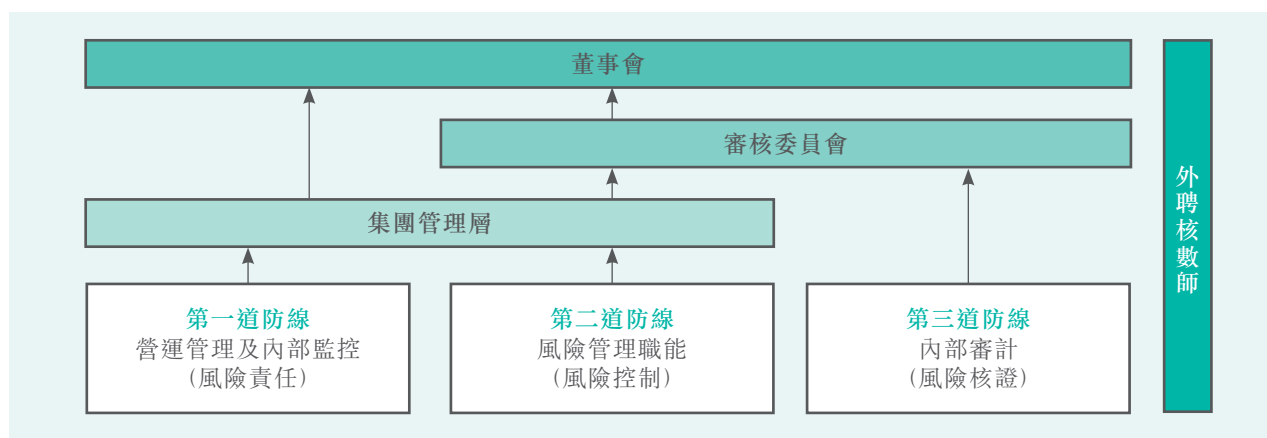 董事會
審核委員會
集團管理層
第一道防線
營運管理及內部監控
(風險責任)
第二道防線
風險管理職能
(風險控制)
第三道防線
內部審計
(風險核證)
外聘核數師